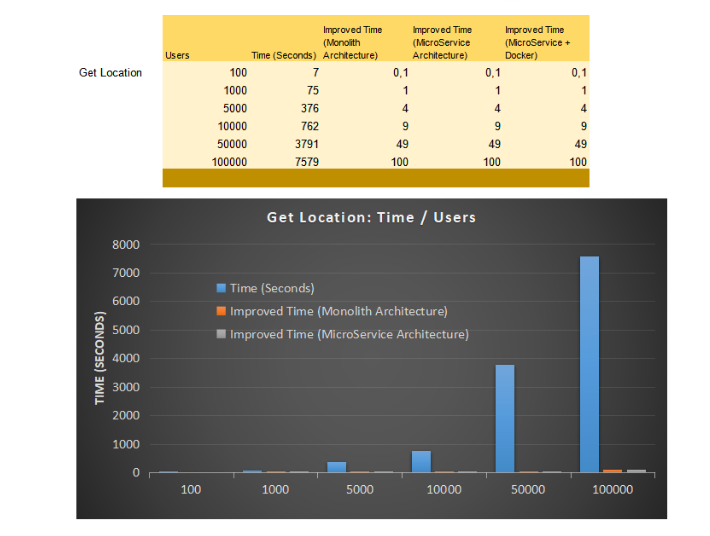 Users Time (Seconds) Improved Time (Monolith Architecture) Improved Time (MicroService Architecture) Improved Time (MicroService + Docker)
Get Location 100 7 0,1 0,1 0,1
1000 75 1 1 1
5000 376 4 4 4
10000 762 9 9 9
50000 3791 49 49 49
100000 7579 100 100 100
Get Location: Time / Users
TIME (SECONDS)
8000
7000
6000
5000
4000
3000
2000
1000
0
Time (Seconds)
Improved Time (Monolith Architecture)
Improved Time (MicroService Architecture)
100 1000 5000 10000 50000 100000